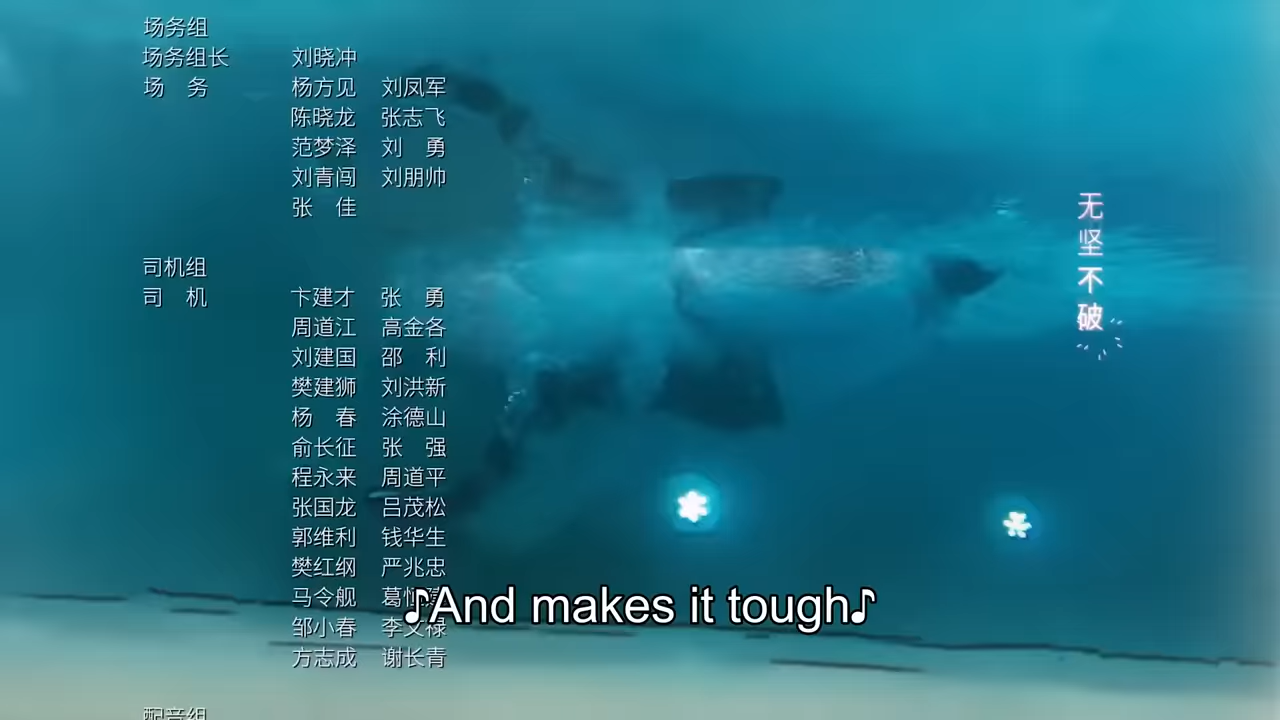 场务组
场务组长 刘晓冲
场 务 杨方见 刘凤军
陈晓龙 张志飞
范梦泽 刘 勇
刘青闯 刘朋帅
张 佳
司机组
司 机 卞建才 张 勇
周道江 高金各
刘建国 邵 利
樊建狮 刘洪新
杨 春 涂德山
俞长征 张 强
程永来 周道平
张国龙 吕茂松
郭维利 钱华生
樊红纲 严兆忠
马令舰 葛
邹小春 李文禄
方志成 谢长青
配音组
无坚不破
♪And makes it tough♪